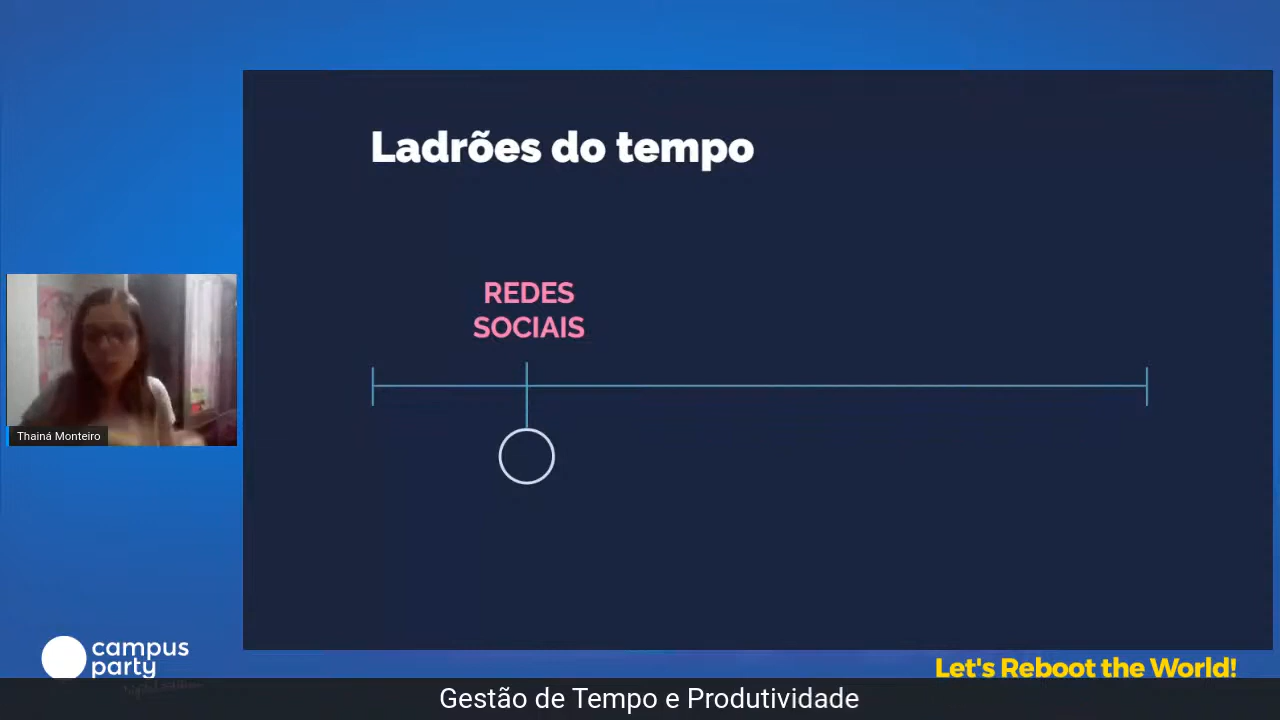 Ladrões do tempo
REDES
SOCIAIS
Thainá Monteiro
campus
party
Let's Reboot the World!
Gestão de Tempo e Produtividade